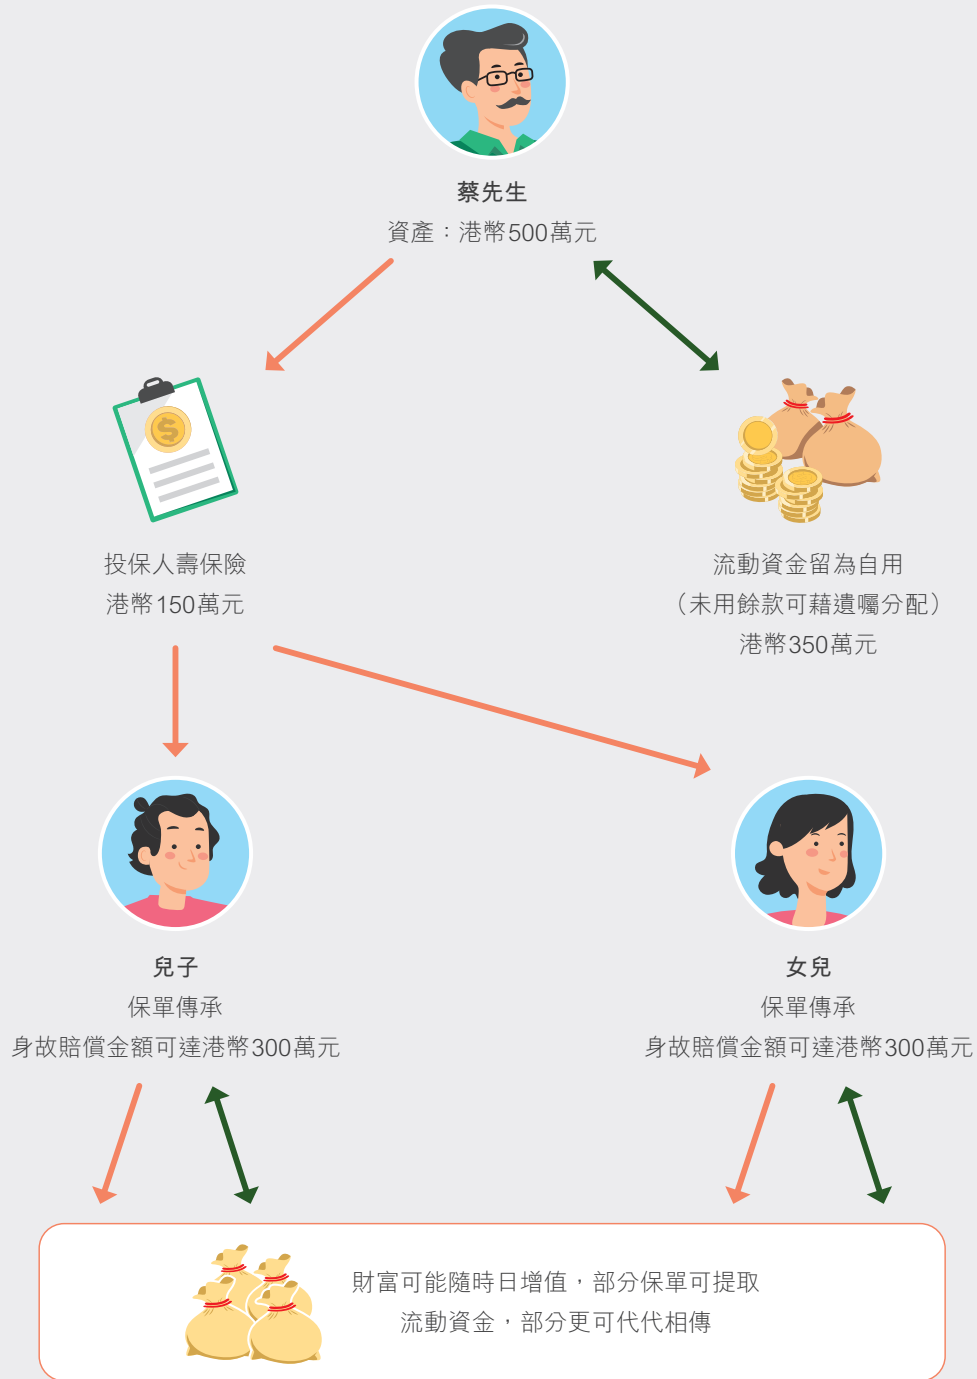 蔡先生
資產：港幣500萬元
投保人壽保險
港幣150萬元
流動資金留為自用
（未用餘款可藉遺囑分配）
港幣350萬元
兒子
保單傳承
身故賠償金額可達港幣300萬元
女兒
保單傳承
身故賠償金額可達港幣300萬元
財富可能隨時日增值，部分保單可提取
流動資金，部分更可代代相傳